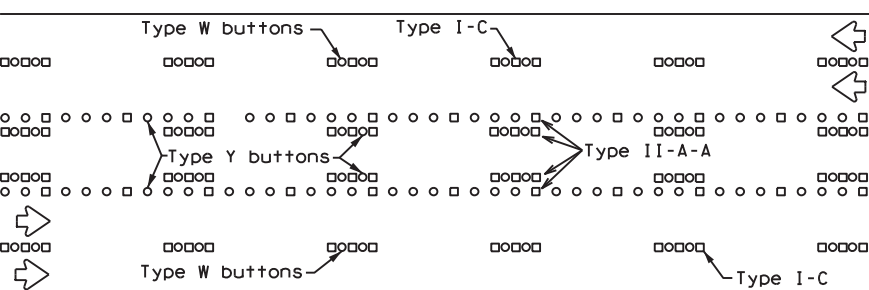 Type W buttons
Type I-C
Type Y buttons
Type II-A-A
Type W buttons
Type I-C